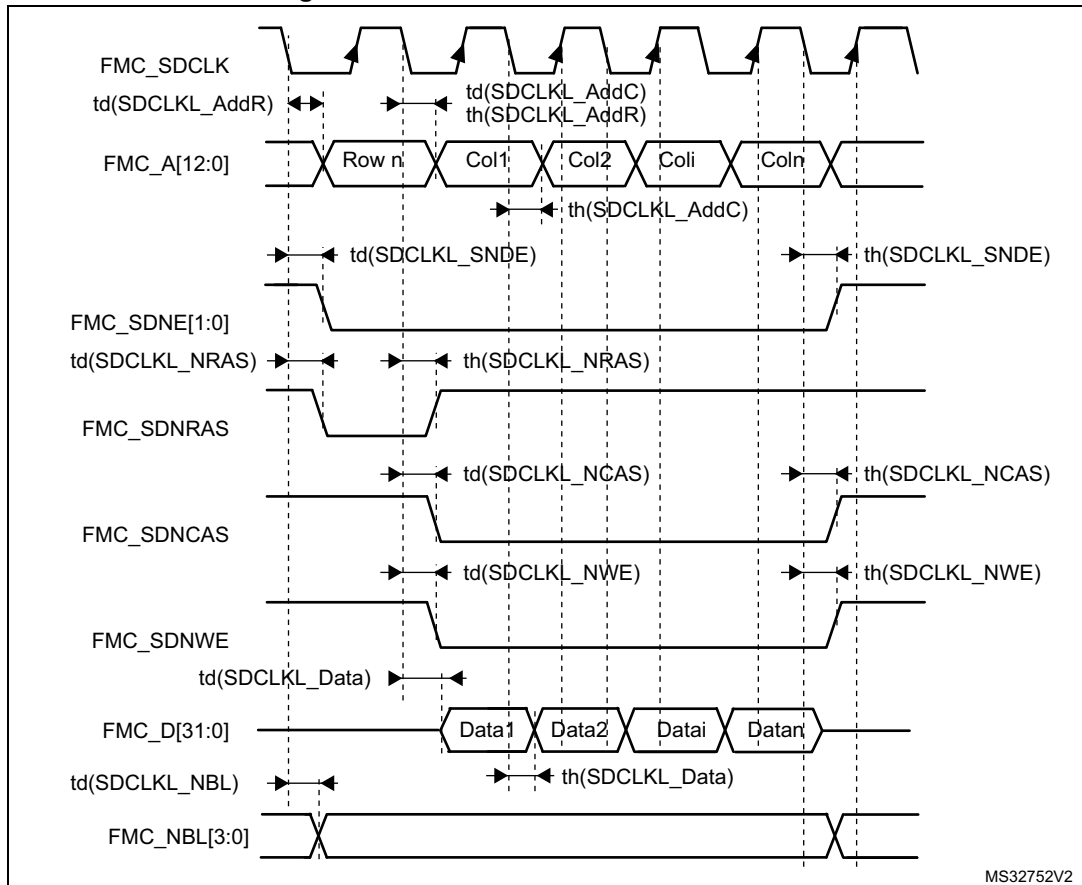 FMC_SDCLK
td(SDCLKL_AddR)
td(SDCLKL_AddC)
th(SDCLKL_AddR)
FMC_A[12:0]
Row n
Col1
Col2
Coli
Coln
th(SDCLKL_AddC)
td(SDCLKL_SNDE)
th(SDCLKL_SNDE)
FMC_SDNE[1:0]
td(SDCLKL_NRAS)
th(SDCLKL_NRAS)
FMC_SDNRAS
td(SDCLKL_NCAS)
th(SDCLKL_NCAS)
FMC_SDNCAS
td(SDCLKL_NWE)
th(SDCLKL_NWE)
FMC_SDNWE
td(SDCLKL_Data)
FMC_D[31:0]
Data1
Data2
Datai
Datan
td(SDCLKL_NBL)
th(SDCLKL_Data)
FMC_NBL[3:0]
MS32752V2